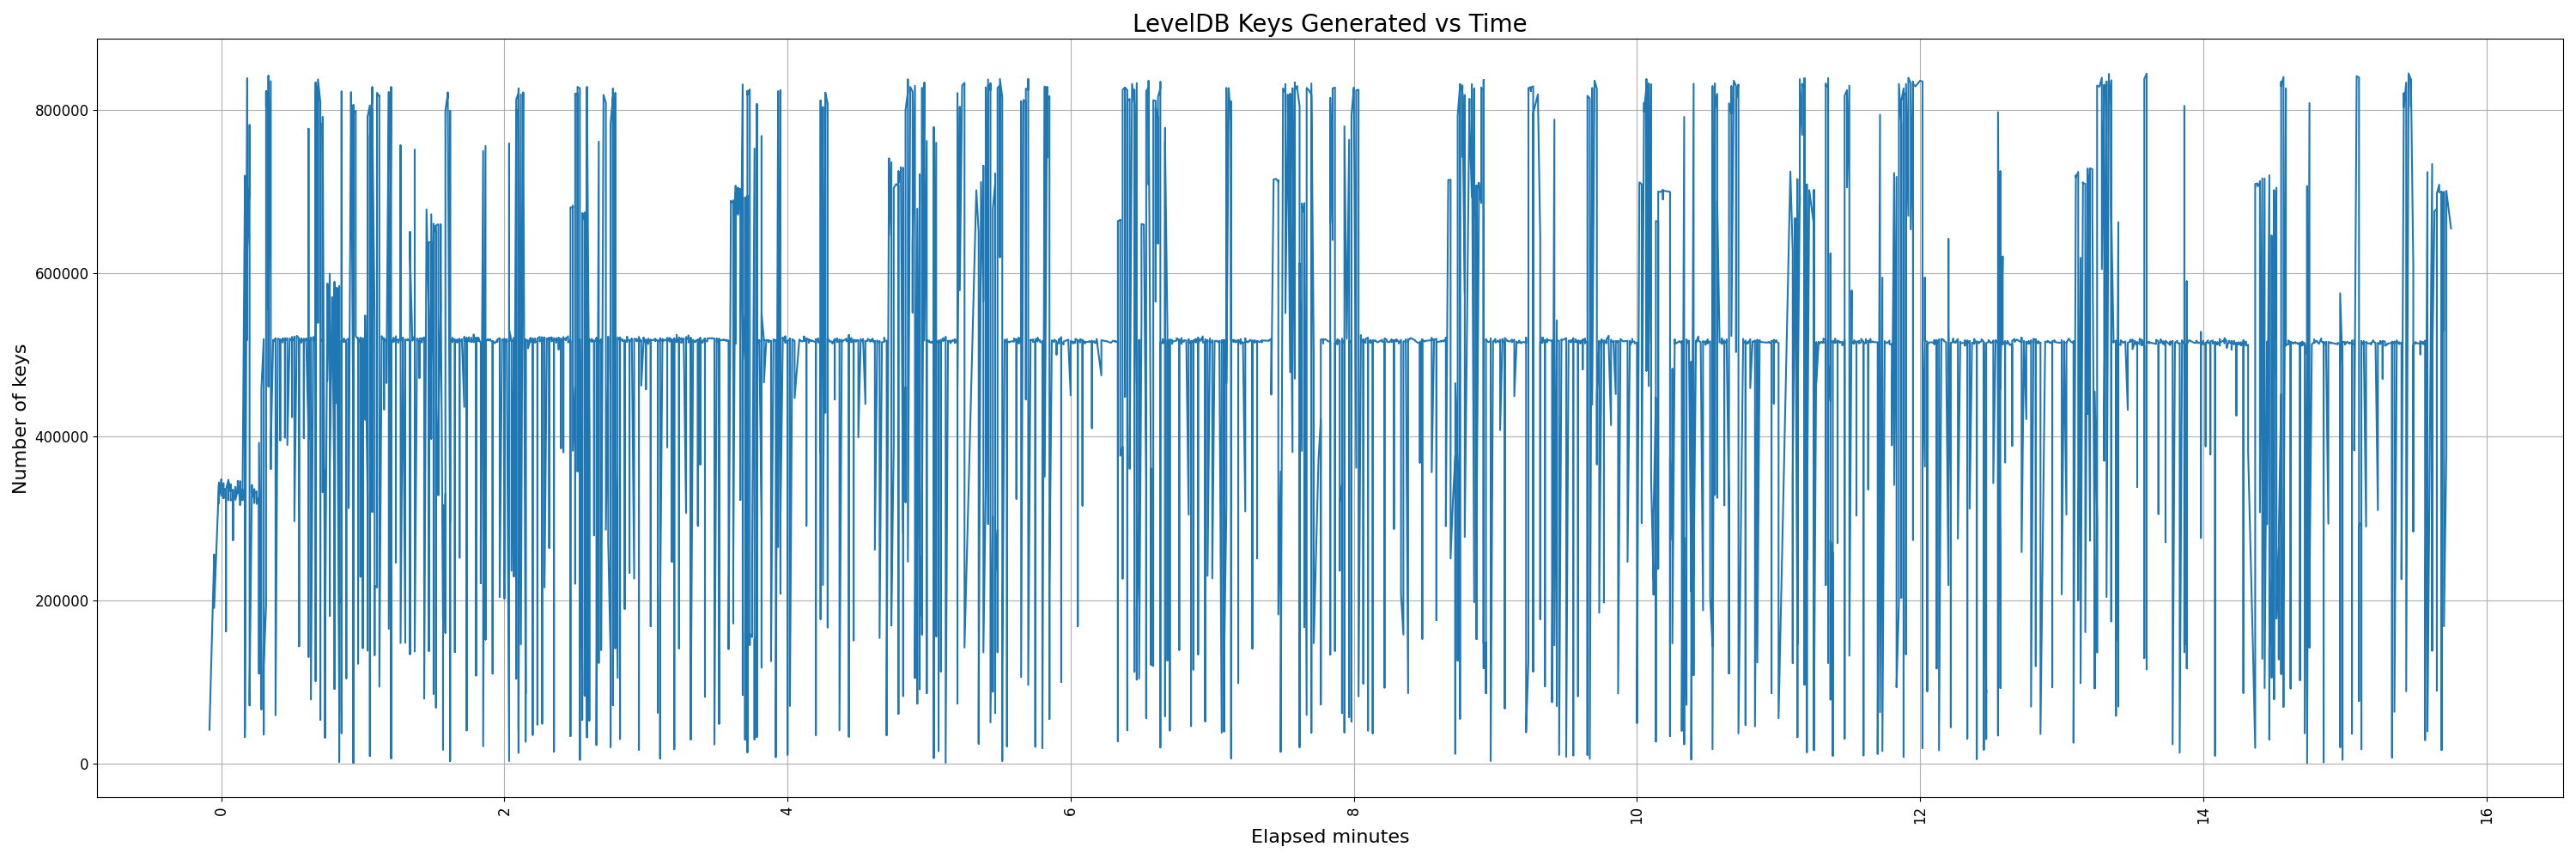 LevelDB Keys Generated vs Time
Number of keys
800000
600000
400000
200000
0
0 2 4 6 8 10 12 14 16
Elapsed minutes